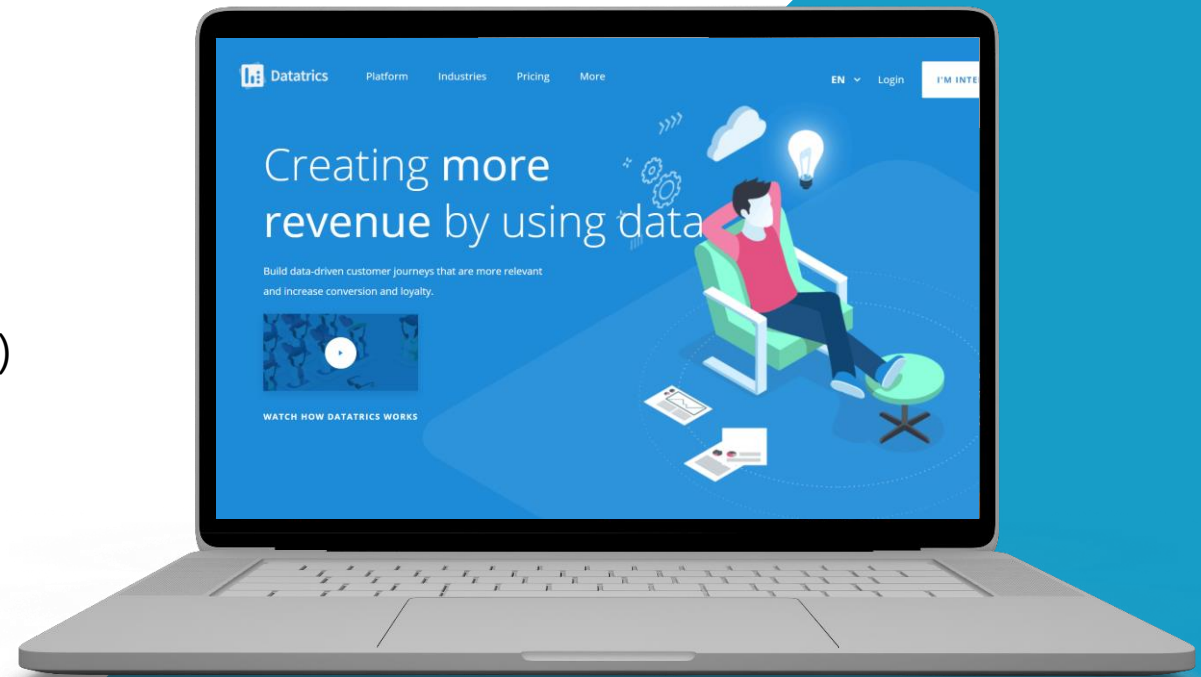 )
Datatrics
Platform Industries Pricing More
EN Login
I'M
Creating more
revenue by using data
Build data-driven customer journeys that are more relevant
and increase conversion and loyalty.
WATCH HOW DATATRICS WORKS